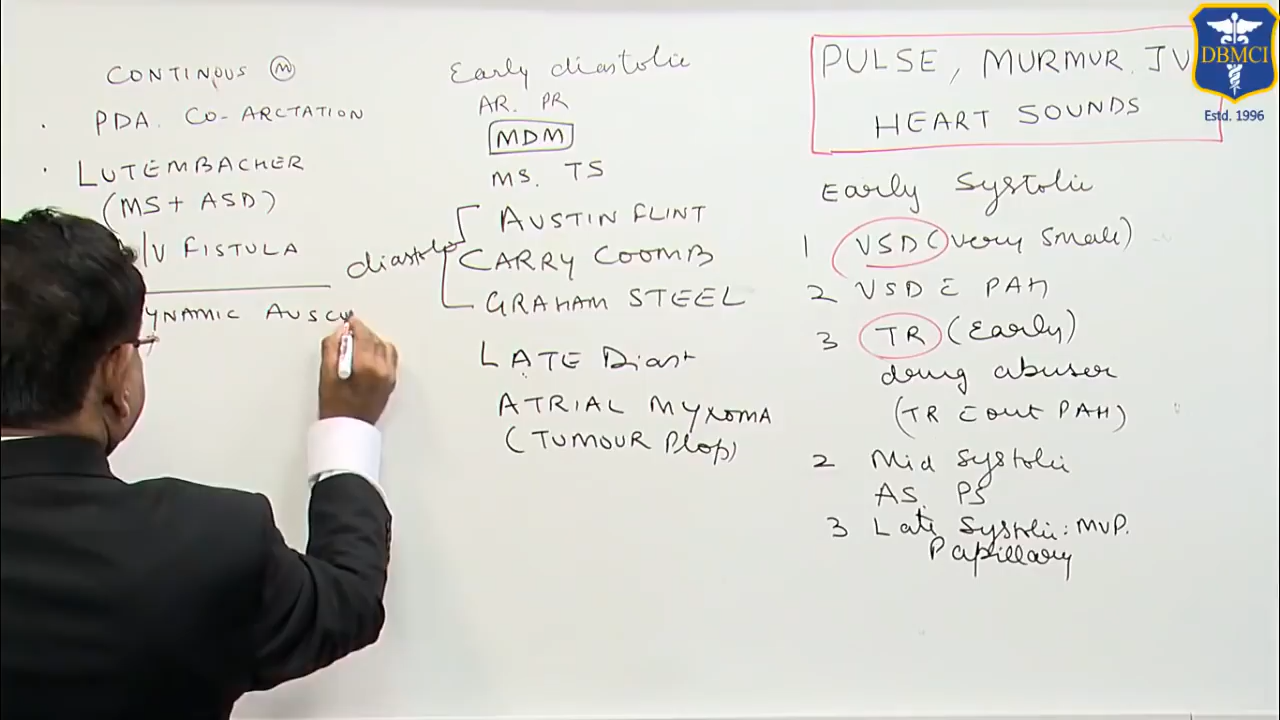 CONTINOUS M
. PDA. CO-ARCTATION
. LUTEMBACHER
(MS + ASD)
A/V FISTULA
YNAMIC AUSCU
Early diastolic
AR. PR
MDM
MS. TS
diastolic
AUSTIN FLINT
CARRY COOMB
GRAHAM STEEL
LATE Diast
ATRIAL MYXOMA
(TUMOUR Plop)
PULSE, MURMUR. JV
HEART SOUNDS
Early Systolic
1 VSD (very small)
2 VSD c PAH
3 TR (Early)
drug abuser
(TR c out PAH)
2 Mid Systolic
AS. PS
3 Late Systolic: MVP.
Papillary
DBMCI
Estd. 1996